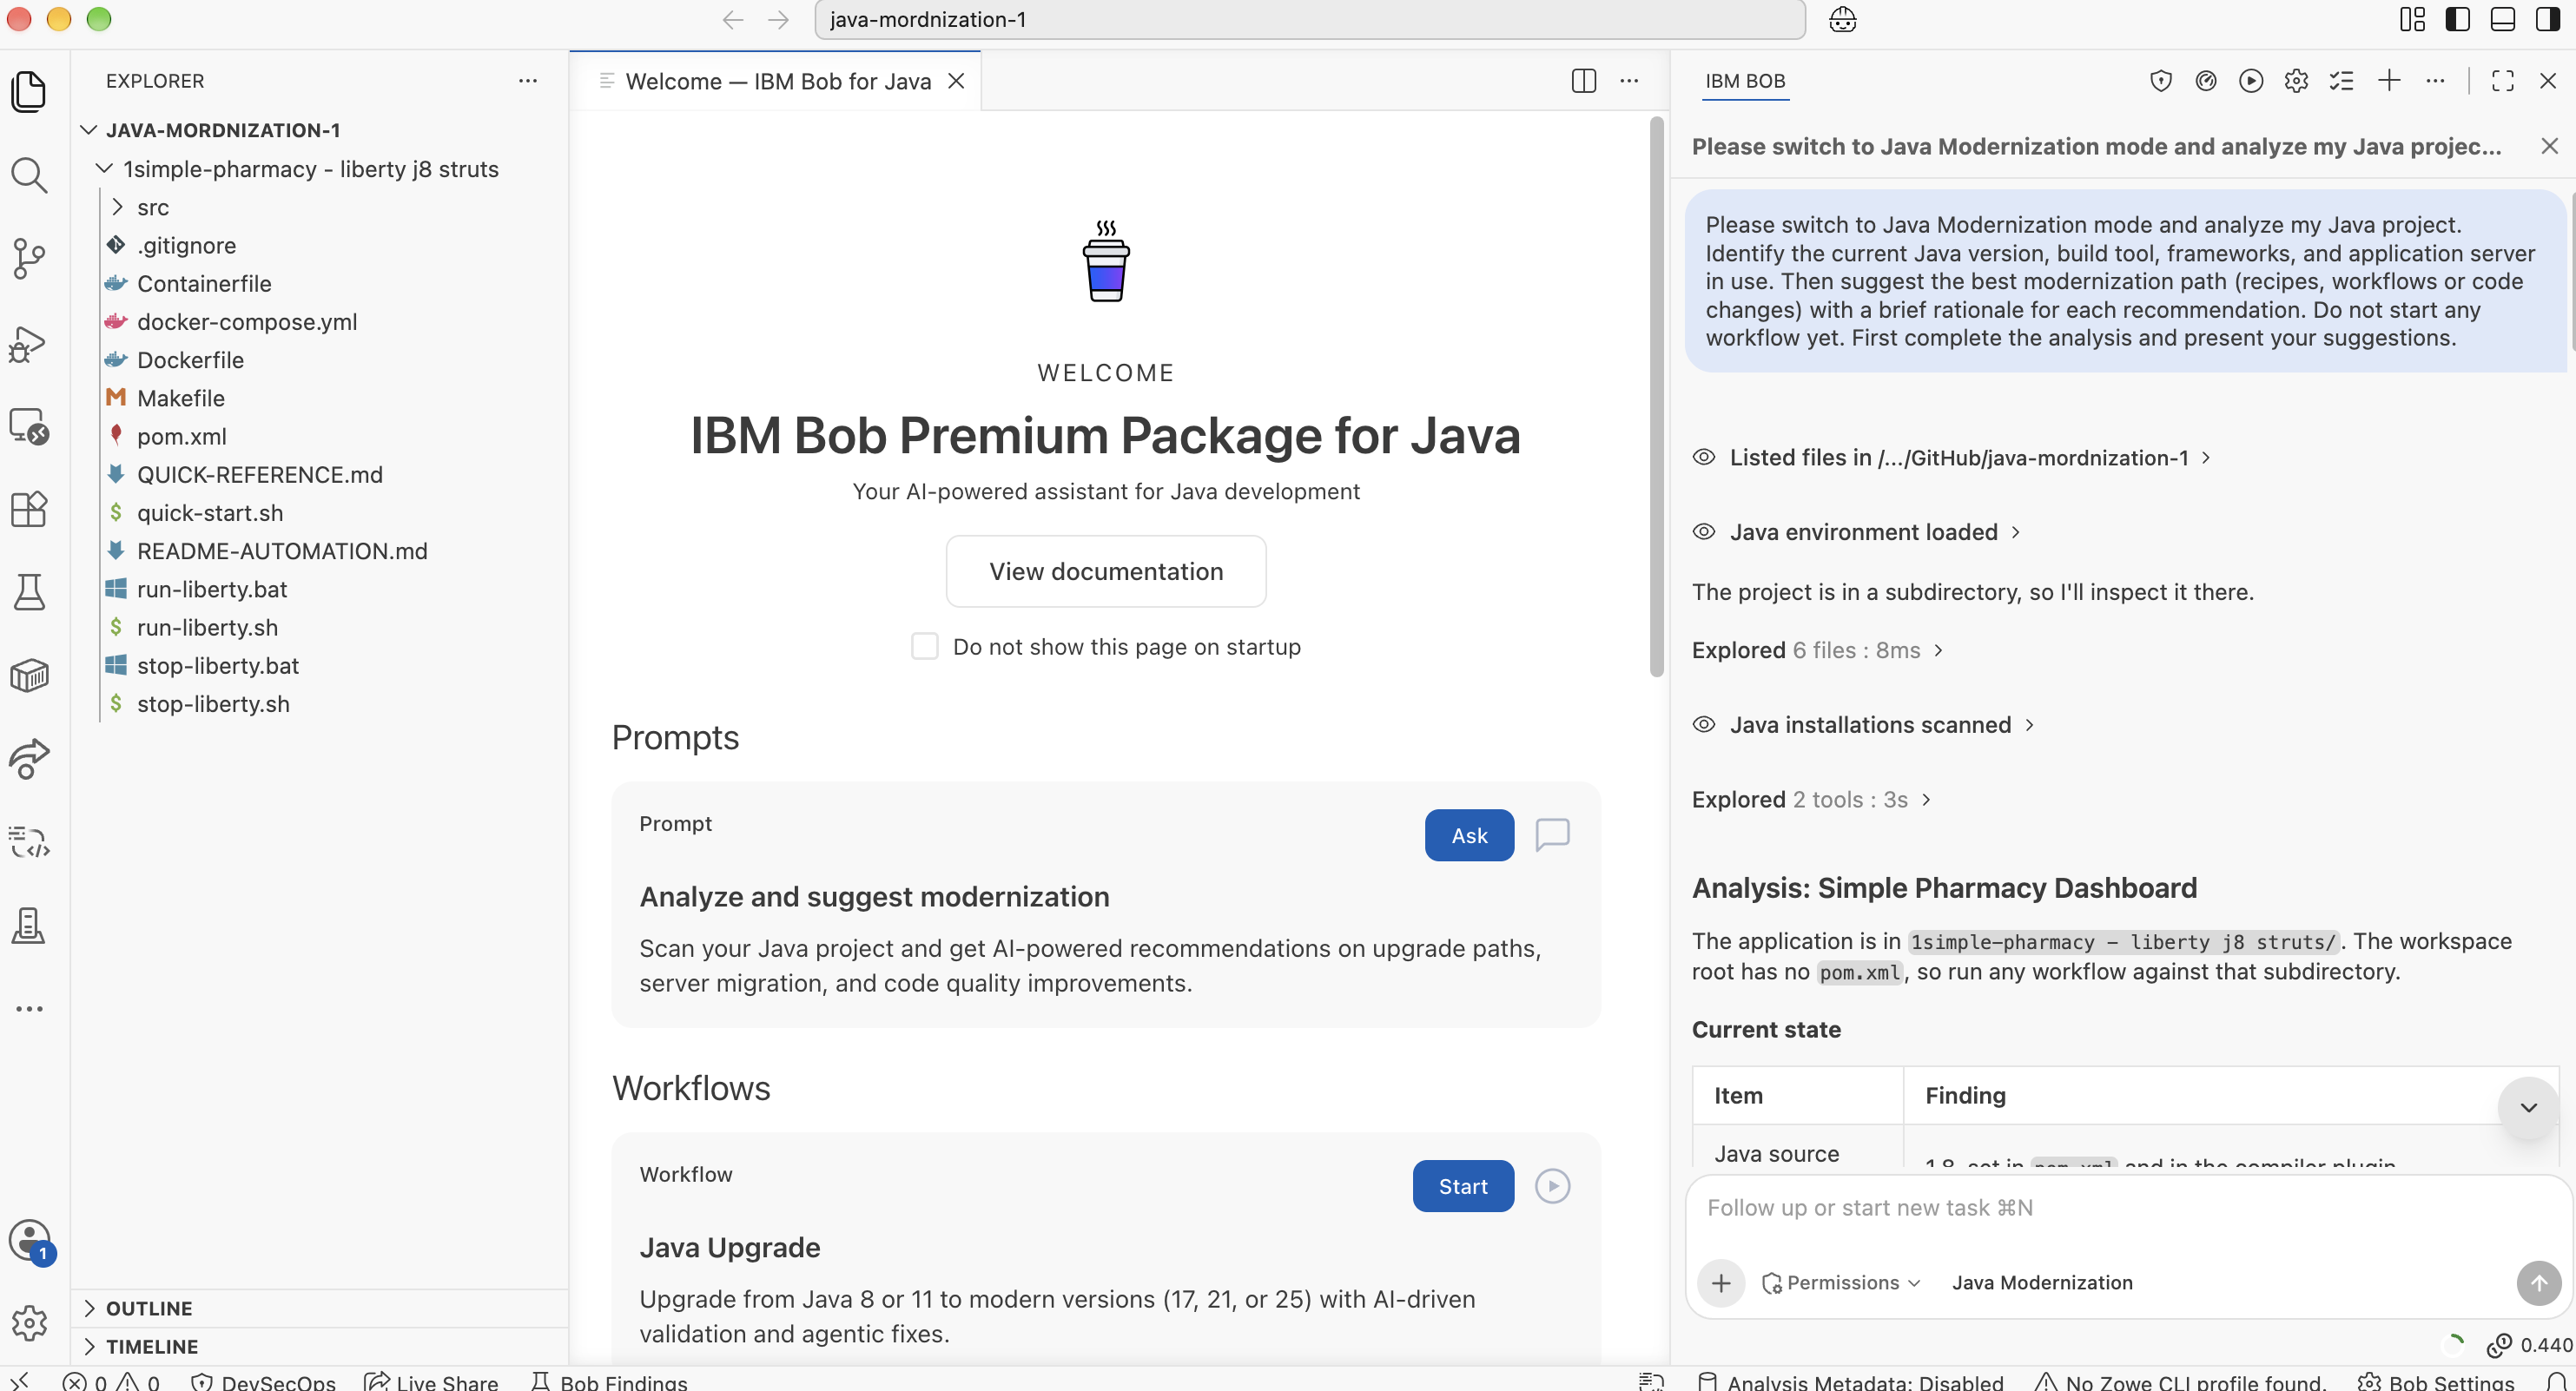 java-mordnization-1
EXPLORER
JAVA-MORDNIZATION-1
1simple-pharmacy - liberty j8 struts
src
.gitignore
Containerfile
docker-compose.yml
Dockerfile
M Makefile
pom.xml
QUICK-REFERENCE.md
$ quick-start.sh
README-AUTOMATION.md
run-liberty.bat
$ run-liberty.sh
stop-liberty.bat
$ stop-liberty.sh
OUTLINE
TIMELINE
1
Welcome — IBM Bob for Java
WELCOME
IBM Bob Premium Package for Java
Your AI-powered assistant for Java development
View documentation
Do not show this page on startup
Prompts
Prompt
Ask
Analyze and suggest modernization
Scan your Java project and get AI-powered recommendations on upgrade paths,
server migration, and code quality improvements.
Workflows
Workflow
Start
Java Upgrade
Upgrade from Java 8 or 11 to modern versions (17, 21, or 25) with AI-driven
validation and agentic fixes.
IBM BOB
Please switch to Java Modernization mode and analyze my Java projec...
Please switch to Java Modernization mode and analyze my Java project.
Identify the current Java version, build tool, frameworks, and application server
in use. Then suggest the best modernization path (recipes, workflows or code
changes) with a brief rationale for each recommendation. Do not start any
workflow yet. First complete the analysis and present your suggestions.
Listed files in /.../GitHub/java-mordnization-1
Java environment loaded
The project is in a subdirectory, so I'll inspect it there.
Explored 6 files : 8ms
Java installations scanned
Explored 2 tools : 3s
Analysis: Simple Pharmacy Dashboard
The application is in 1simple-pharmacy - liberty j8 struts/. The workspace
root has no pom.xml, so run any workflow against that subdirectory.
Current state
Item Finding
Java source
1.8, set in pom.xml and in the compiler plugin
Follow up or start new task ⌘N
Permissions Java Modernization
0.440
0 0 DevSecOps Live Share Bob Findings Analysis Metadata: Disabled No Zowe CLI profile found. Bob Settings